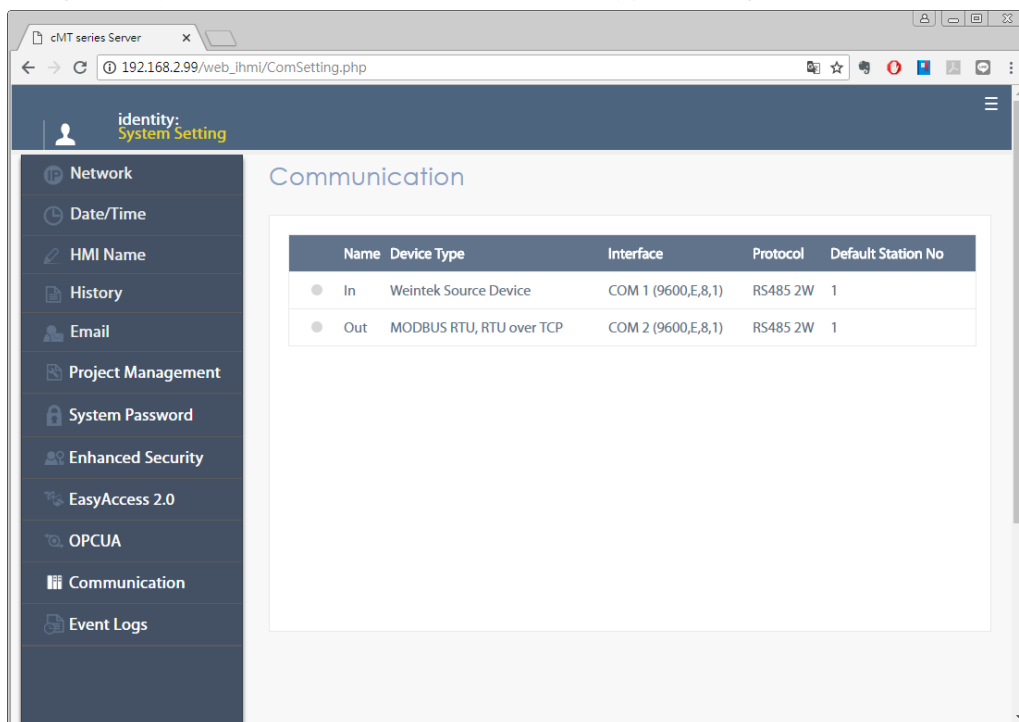 cMT series Server
192.168.2.99/web_ihmi/ComSetting.php
identity:
System Setting
Network
Date/Time
HMI Name
History
Email
Project Management
System Password
Enhanced Security
EasyAccess 2.0
OPCUA
Communication
Event Logs
Communication
Name Device Type Interface Protocol Default Station No
In Weintek Source Device COM 1 (9600,E,8,1) RS485 2W 1
Out MODBUS RTU, RTU over TCP COM 2 (9600,E,8,1) RS485 2W 1